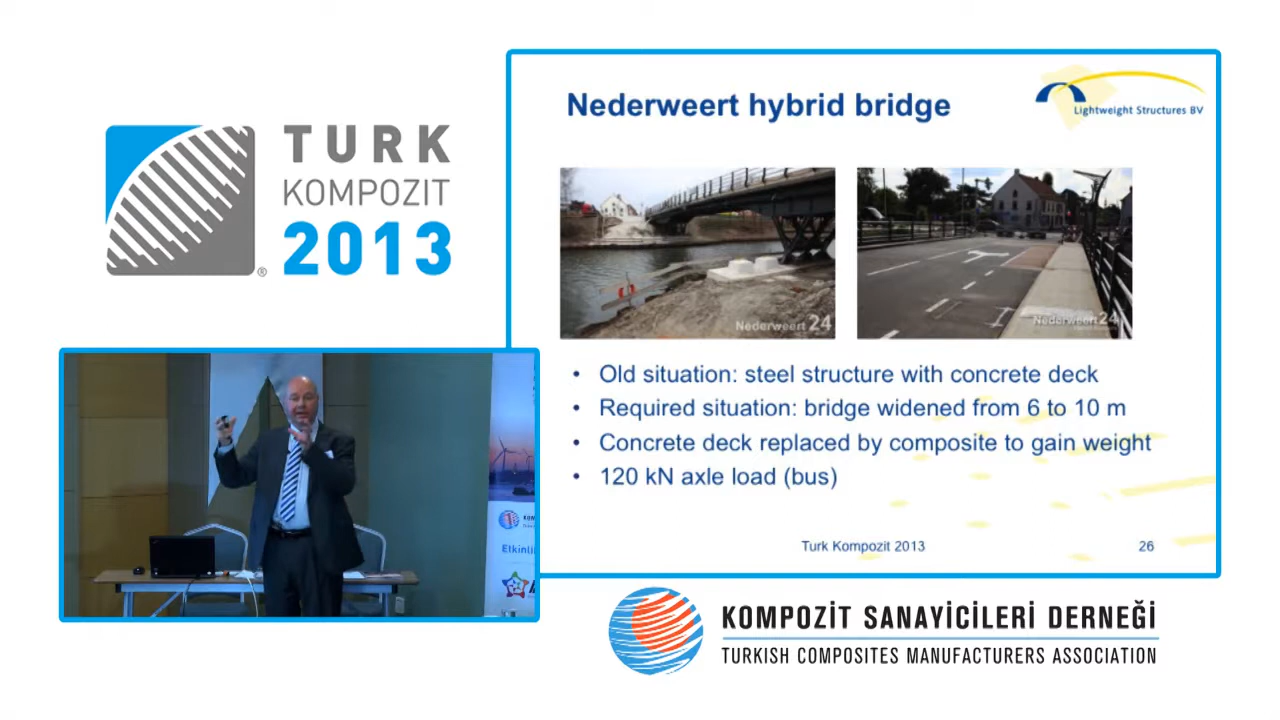 TURK
KOMPOZIT
2013
®
Nederweert hybrid bridge
Lightweight Structures BV
Nederweert 24
Nederweert 24
• Old situation: steel structure with concrete deck
• Required situation: bridge widened from 6 to 10 m
• Concrete deck replaced by composite to gain weight
• 120 kN axle load (bus)
Turk Kompozit 2013
26
KOMPOZİT SANAYİCİLERİ DERNEĞİ
TURKISH COMPOSITES MANUFACTURERS ASSOCIATION